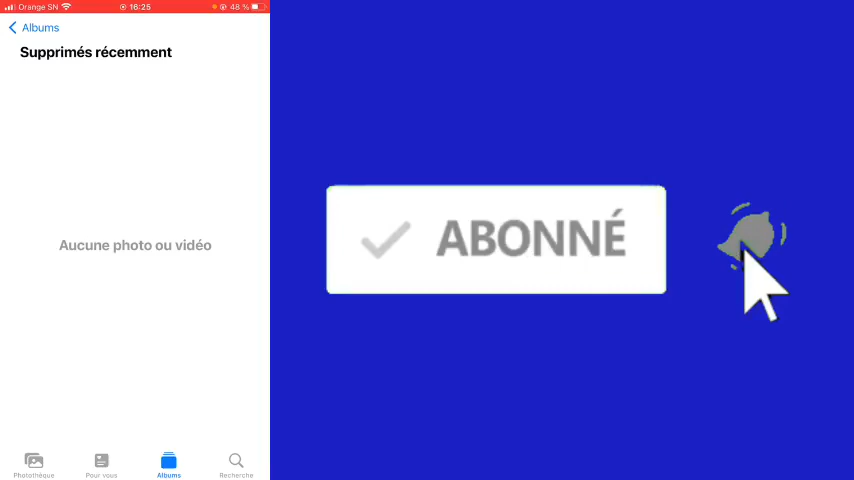 Orange SN 16:25 48 %
Albums
Supprimés récemment
Aucune photo ou vidéo
ABONNÉ
Photothèque Pour vous Albums Recherche